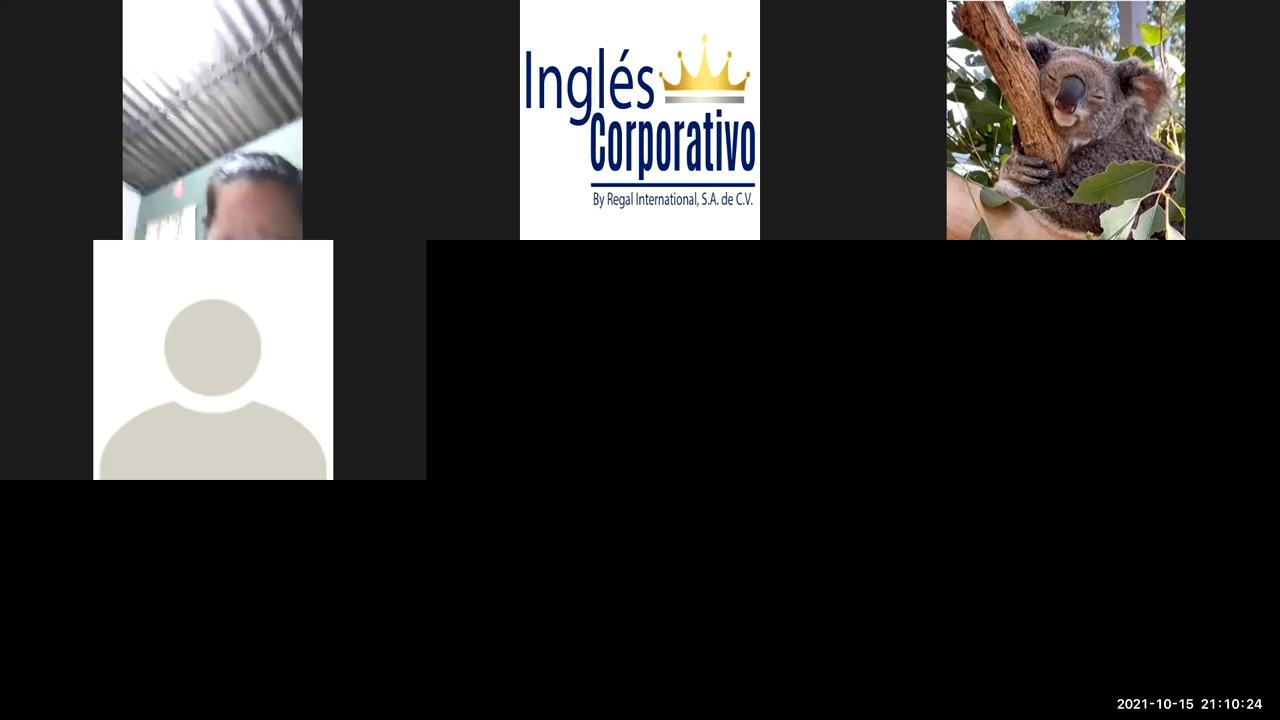 Inglés
Corporativo
By Regal International, S.A. de C.V.
2021-10-15 21:10:24